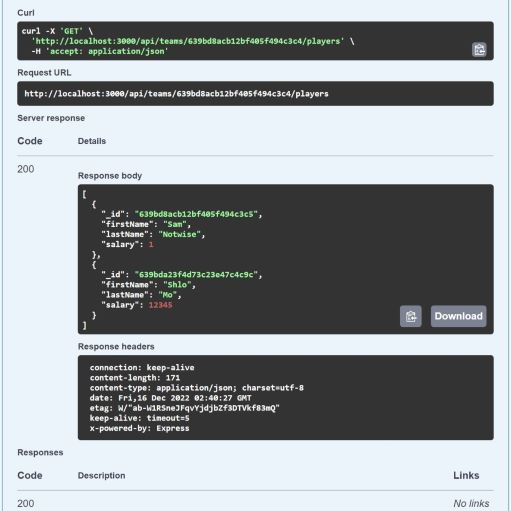 Curl
curl -X 'GET' \
'http://localhost:3000/api/teams/639bd8acb12bf405f494c3c4/players' \
-H 'accept: application/json'
Request URL
http://localhost:3000/api/teams/639bd8acb12bf405f494c3c4/players
Server response
Code Details
200
Response body
[
{
"_id": "639bd8acb12bf405f494c3c5",
"firstName": "Sam",
"lastName": "Notwise",
"salary": 1
},
{
"_id": "639bda23f4d73c23e47c4c9c",
"firstName": "Shlo",
"lastName": "Mo",
"salary": 12345
}
]
Download
Response headers
connection: keep-alive
content-length: 171
content-type: application/json; charset=utf-8
date: Fri,16 Dec 2022 02:40:27 GMT
etag: W/"ab-W1RSneJFqvYjdjbZf3DTVkf83mQ"
keep-alive: timeout=5
x-powered-by: Express
Responses
Code Description Links
200 No links